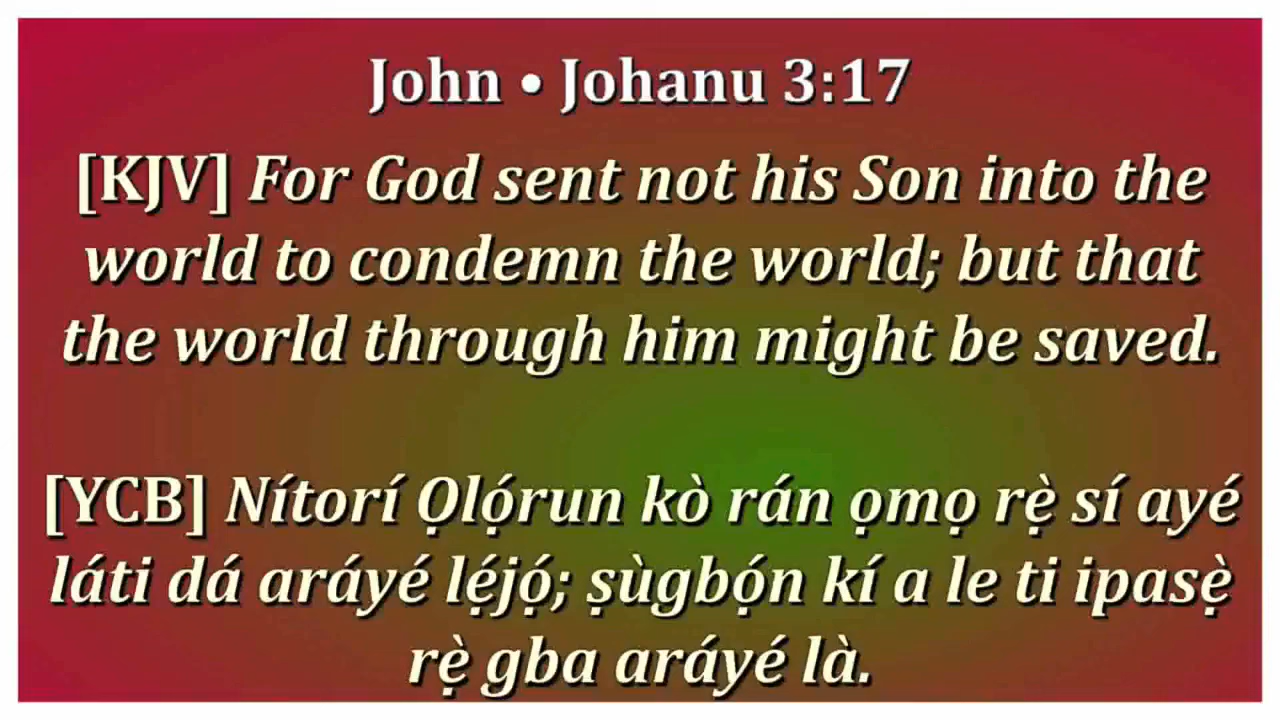 John • Johanu 3:17
[KJV] For God sent not his Son into the
world to condemn the world; but that
the world through him might be saved.
[YCB] Nítorí Ọlọ́run kò rán ọmọ rẹ̀ sí ayé
láti dá aráyé lẹ́jọ́; ṣùgbọ́n kí a le ti ipasẹ̀
rẹ̀ gba aráyé là.